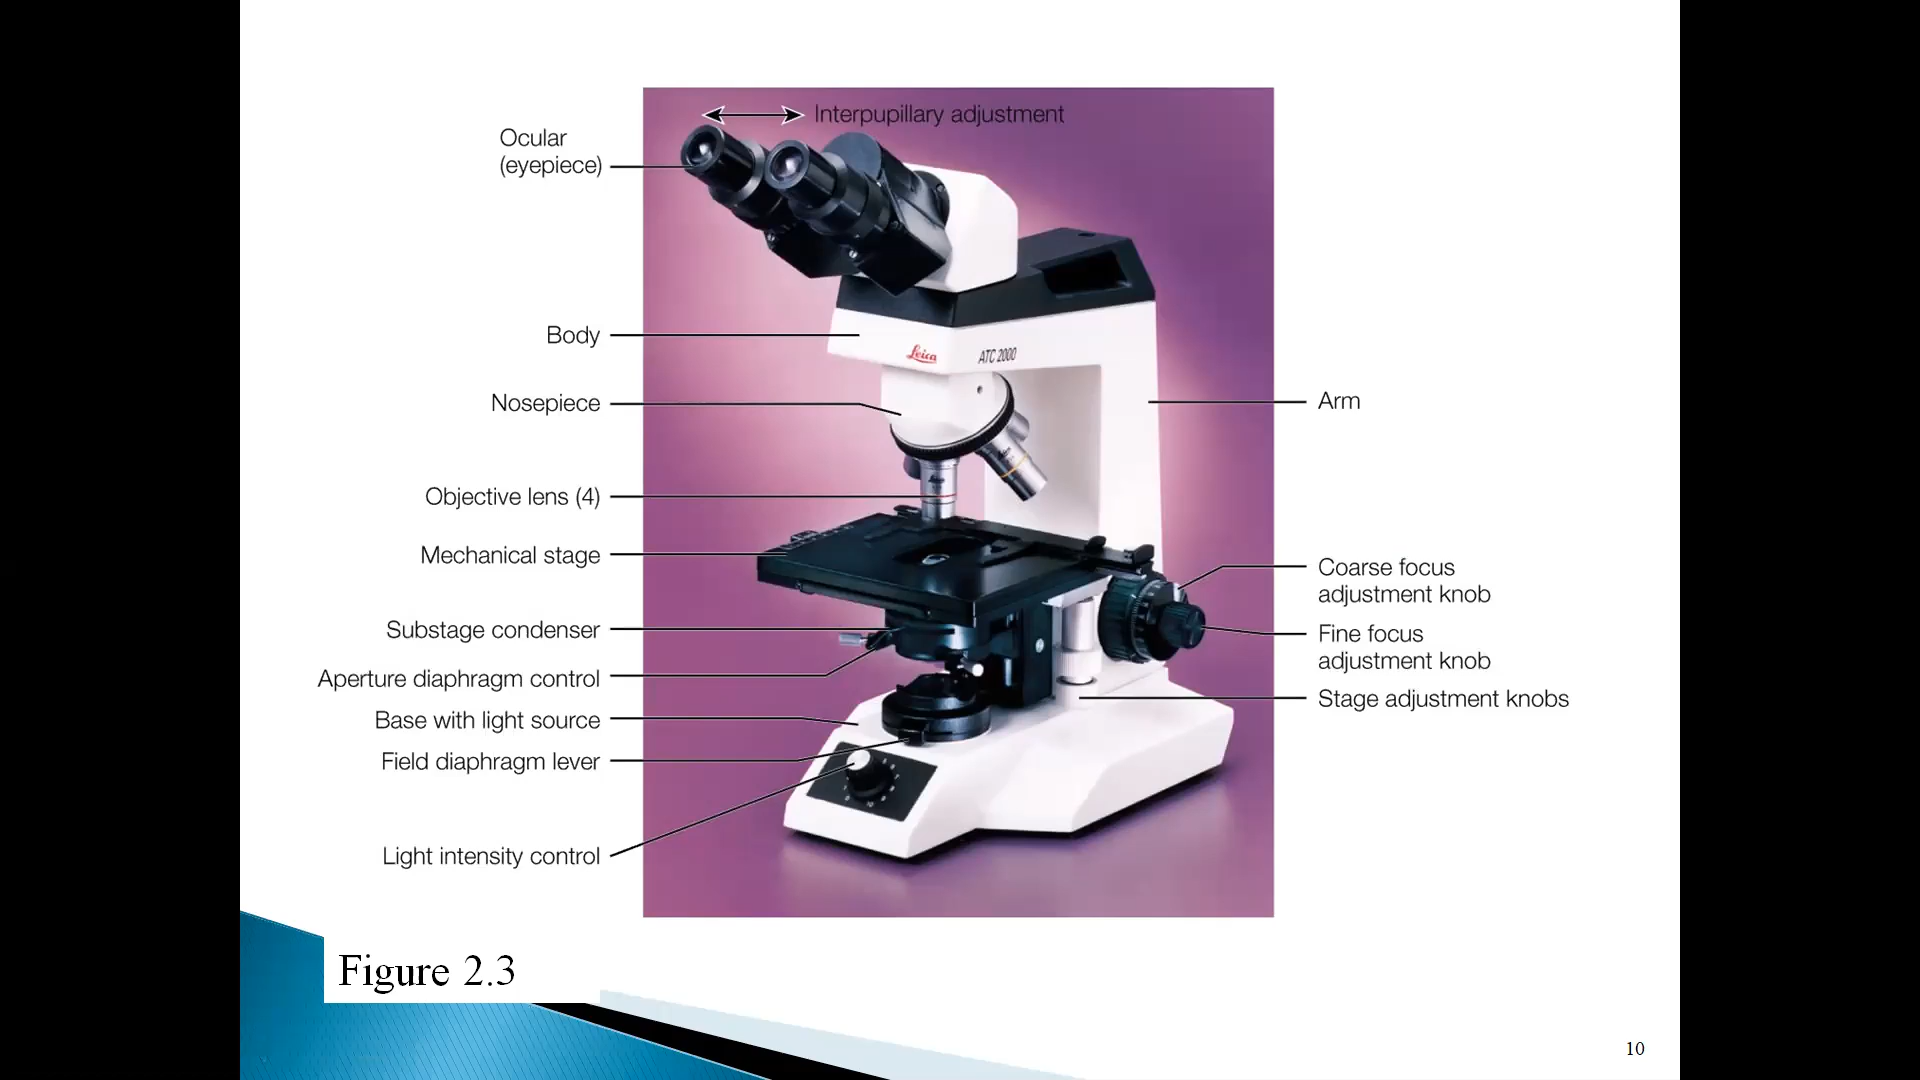 Interpupillary adjustment
Ocular
(eyepiece)
Body
Leica
ATC 2000
Nosepiece
Arm
Objective lens (4)
Mechanical stage
Coarse focus
adjustment knob
Substage condenser
Fine focus
adjustment knob
Aperture diaphragm control
Stage adjustment knobs
Base with light source
Field diaphragm lever
Light intensity control
Figure 2.3
10